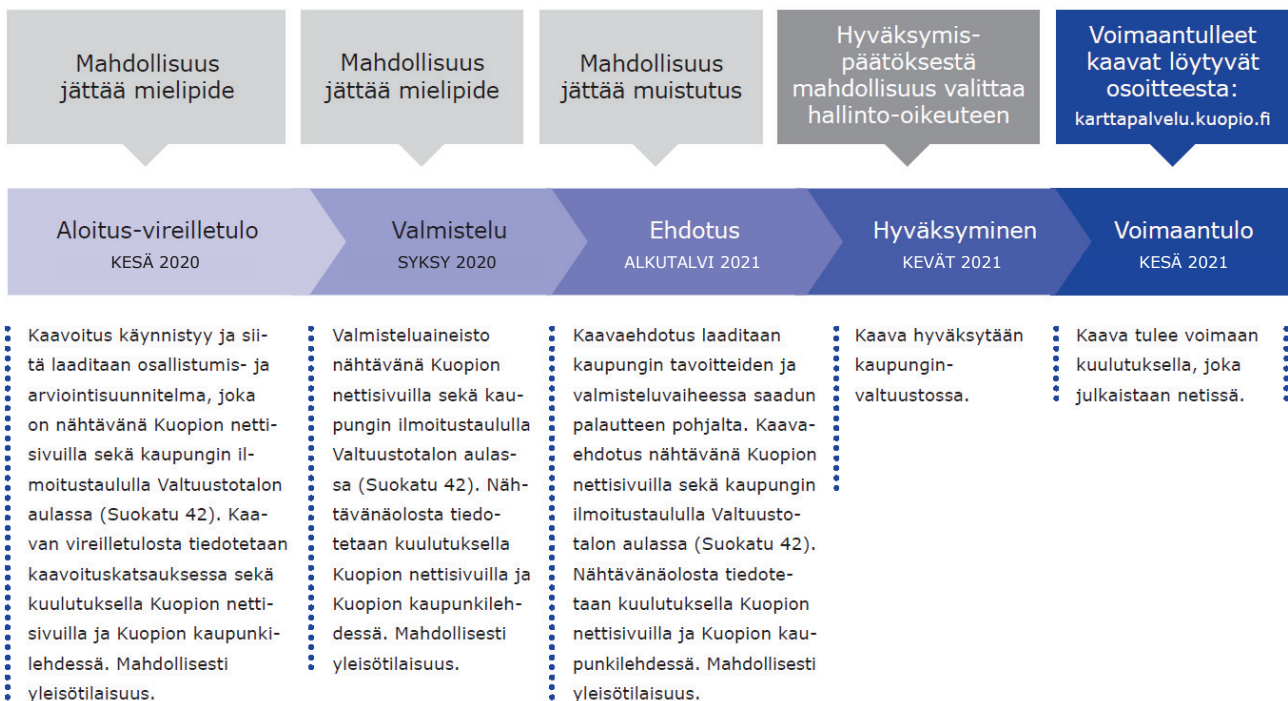 Mahdollisuus
jättää mielipide
Mahdollisuus
jättää mielipide
Mahdollisuus
jättää muistutus
Hyväksymis-
päätöksestä
mahdollisuus valittaa
hallinto-oikeuteen
Voimaantulleet
kaavat löytyvät
osoitteesta:
karttapalvelu.kuopio.fi
Aloitus-vireilletulo
KESÄ 2020
Valmistelu
SYKSY 2020
Ehdotus
ALKUTALVI 2021
Hyväksyminen
KEVÄT 2021
Voimaantulo
KESÄ 2021
Kaavoitus käynnistyy ja sii-
tä laaditaan osallistumis- ja
arviointisuunnitelma, joka
on nähtävänä Kuopion netti-
sivuilla sekä kaupungin il-
moitustaululla Valtuustotalon
aulassa (Suokatu 42). Kaa-
van vireilletulosta tiedotetaan
kaavoituskatsauksessa sekä
kuulutuksella Kuopion netti-
sivuilla ja Kuopion kaupunki-
lehdessä. Mahdollisesti
yleisötilaisuus.
Valmisteluaineisto
nähtävänä Kuopion
nettisivuilla sekä kau-
pungin ilmoitustaululla
Valtuustotalon aulas-
sa (Suokatu 42). Näh-
tävänäolosta tiedo-
tetaan kuulutuksella
Kuopion nettisivuilla ja
Kuopion kaupunkileh-
dessä. Mahdollisesti
yleisötilaisuus.
Kaavaehdotus laaditaan
kaupungin tavoitteiden ja
valmisteluvaiheessa saadun
palautteen pohjalta. Kaava-
ehdotus nähtävänä Kuopion
nettisivuilla sekä kaupungin
ilmoitustaululla Valtuusto-
talon aulassa (Suokatu 42).
Nähtävänäolosta tiedote-
taan kuulutuksella Kuopion
nettisivuilla ja Kuopion kau-
punkilehdessä. Mahdollisesti
yleisötilaisuus.
Kaava hyväksytään
kaupungin-
valtuustossa.
Kaava tulee voimaan
kuulutuksella, joka
julkaistaan netissä.